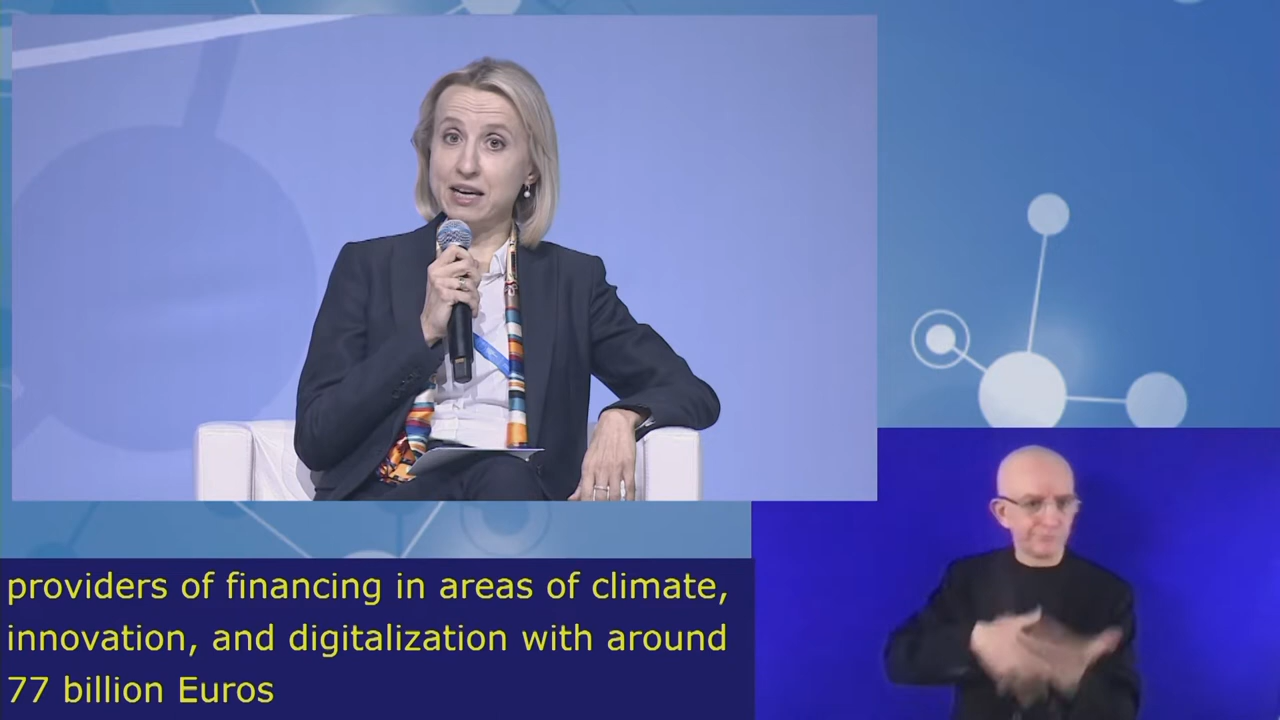 providers of financing in areas of climate,
innovation, and digitalization with around
77 billion Euros